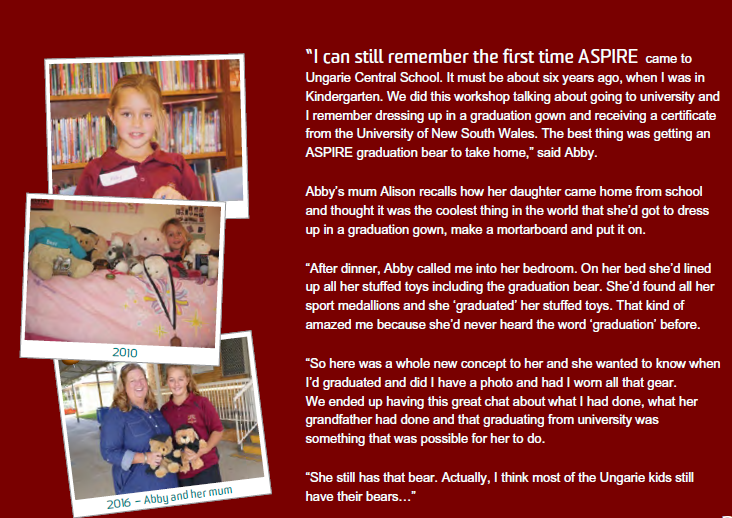 “I can still remember the first time ASPIRE came to
Ungarie Central School. It must be about six years ago, when I was in
Kindergarten. We did this workshop talking about going to university and
I remember dressing up in a graduation gown and receiving a certificate
from the University of New South Wales. The best thing was getting an
ASPIRE graduation bear to take home,” said Abby.
Abby’s mum Alison recalls how her daughter came home from school
and thought it was the coolest thing in the world that she’d got to dress
up in a graduation gown, make a mortarboard and put it on.
“After dinner, Abby called me into her bedroom. On her bed she’d lined
up all her stuffed toys including the graduation bear. She’d found all her
sport medallions and she ‘graduated’ her stuffed toys. That kind of
amazed me because she’d never heard the word ‘graduation’ before.
“So here was a whole new concept to her and she wanted to know when
I’d graduated and did I have a photo and had I worn all that gear.
We ended up having this great chat about what I had done, what her
grandfather had done and that graduating from university was
something that was possible for her to do.
“She still has that bear. Actually, I think most of the Ungarie kids still
have their bears…”
2010
2016 – Abby and her mum